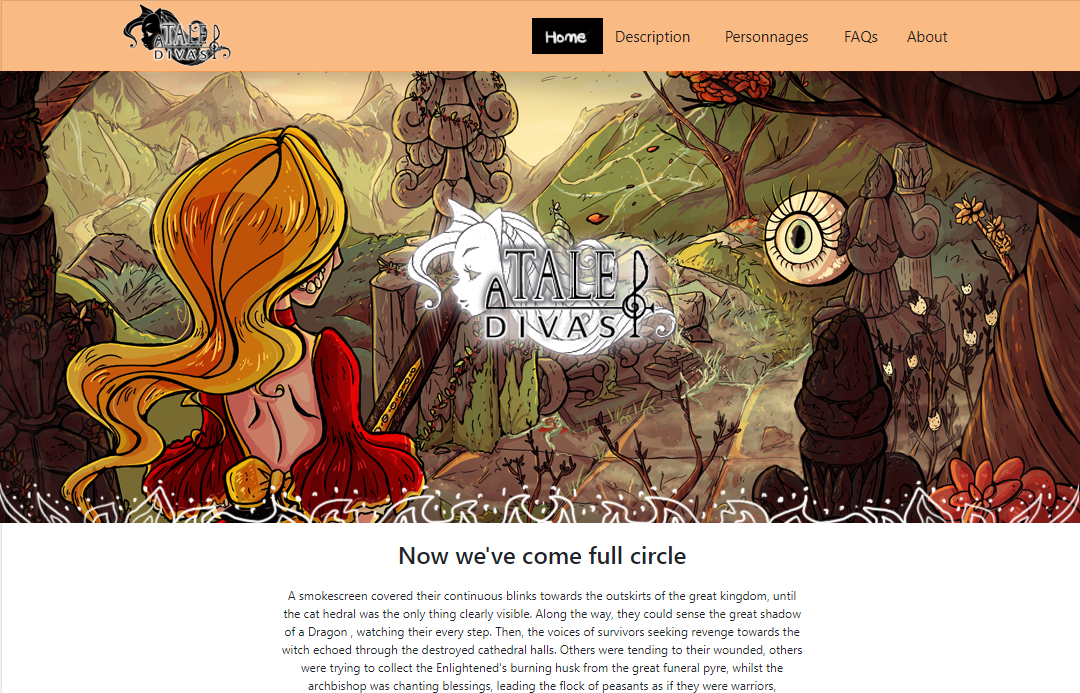 A TALE
DIVAS
Home Description Personnages FAQs About
A TALE
DIVAS
Now we've come full circle
A smokescreen covered their continuous blinks towards the outskirts of the great kingdom, until
the cat hedral was the only thing clearly visible. Along the way, they could sense the great shadow
of a Dragon , watching their every step. Then, the voices of survivors seeking revenge towards the
witch echoed through the destroyed cathedral halls. Others were tending to their wounded, others
were trying to collect the Enlightened's burning husk from the great funeral pyre, whilst the
archbishop was chanting blessings, leading the flock of peasants as if they were warriors,